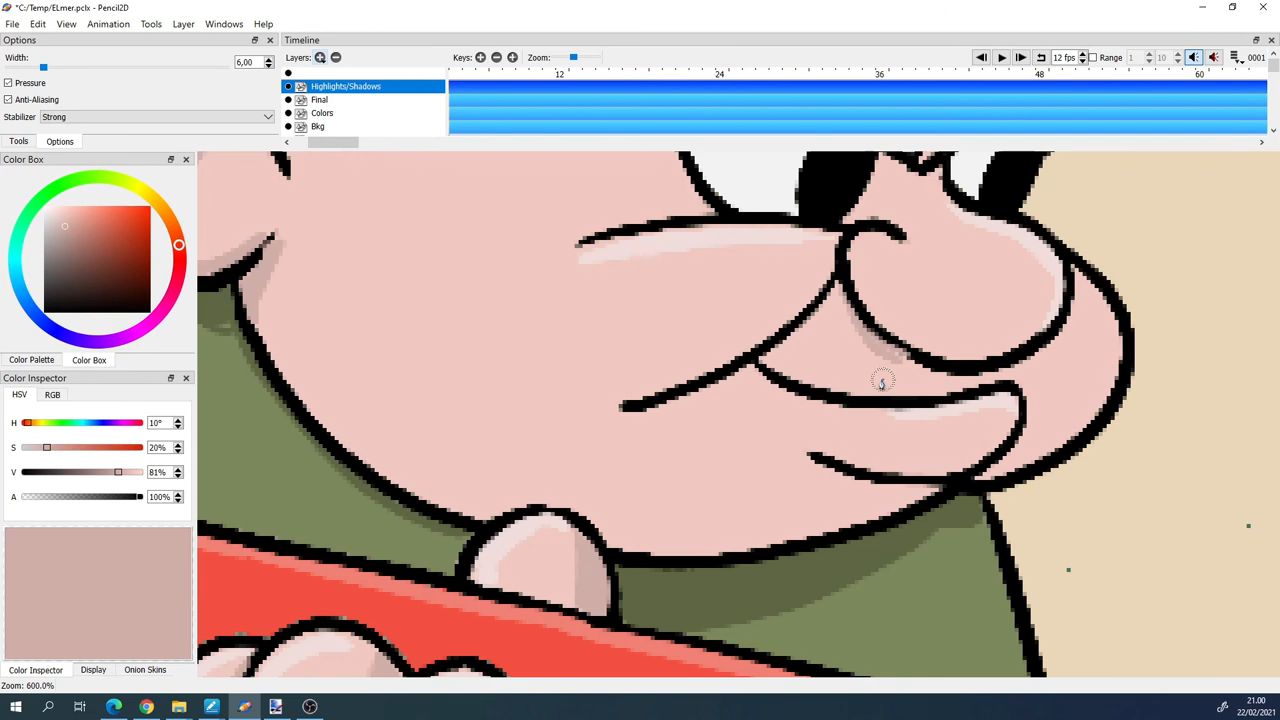 *C:/Temp/ELmer.pclx - Pencil2D
File Edit View Animation Tools Layer Windows Help
Options
Width: 6,00
Pressure
Anti-Aliasing
Stabilizer Strong
Tools Options
Timeline
Layers: Keys: Zoom: 12 fps Range 1 10 0001
12 24 36 48 60
Highlights/Shadows
Final
Colors
Bkg
Color Box
Color Palette Color Box
Color Inspector
HSV RGB
H 10°
S 20%
V 81%
A 100%
Color Inspector Display Onion Skins
Zoom: 600.0%
21.00
22/02/2021